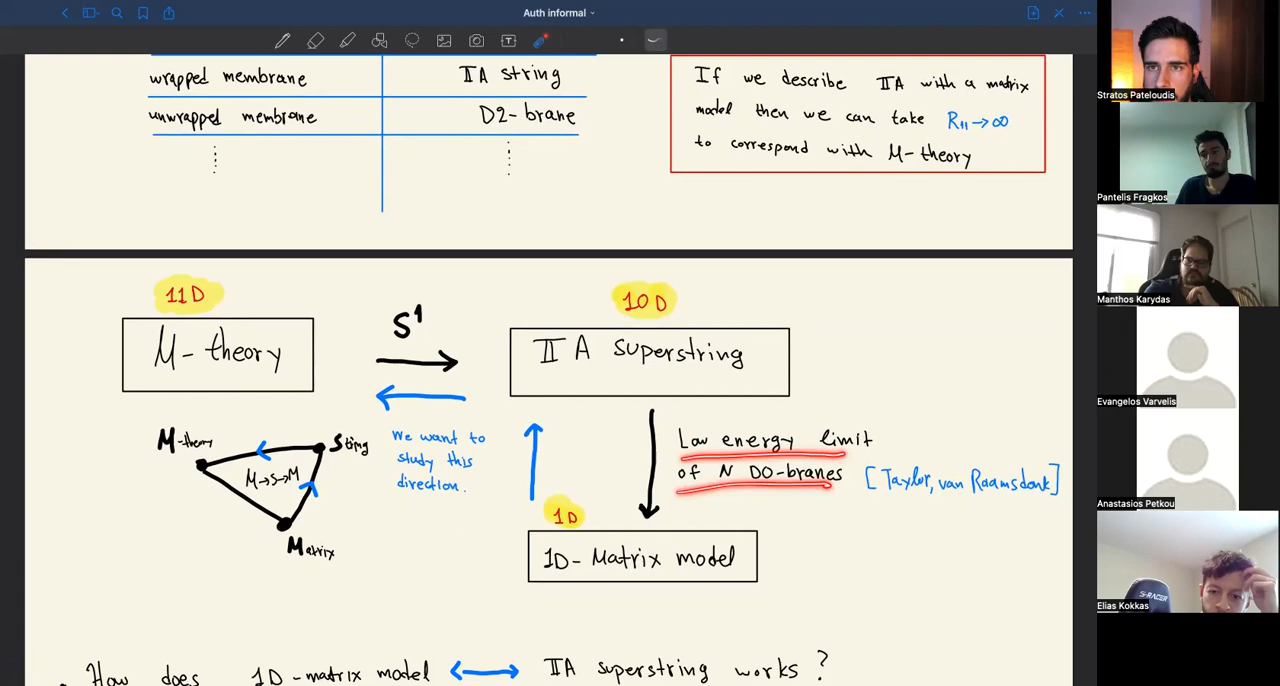 Auth informal
wrapped membrane
IIA string
unwrapped membrane
D2-brane
If we describe IIA with a matrix
model then we can take R11→∞
to correspond with M-theory
11D
10D
M-theory
S1
IIA superstring
We want to
study this
direction.
M-theory
String
M→S→M
Matrix
Low energy limit
of N D0-branes
[Taylor, van Raamsdonk]
1D
1D-Matrix model
How does 1D-matrix model ⟷ IIA superstring works?
Stratos Pateloudis
Pantelis Fragkos
Manthos Karydas
Evangelos Varvelis
Anastasios Petkou
S-RACER
Elias Kokkas